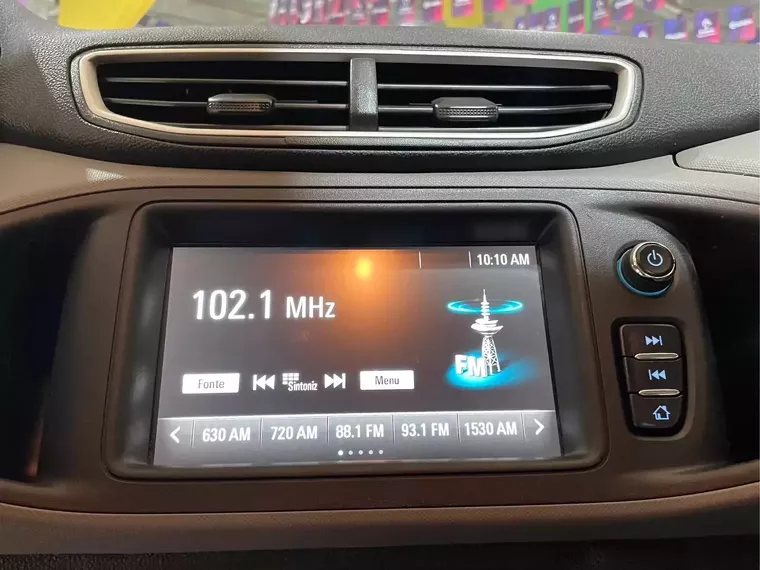 10:10 AM
102.1 MHz
FM
Fonte Sintoniz Menu
630 AM 720 AM 88.1 FM 93.1 FM 1530 AM